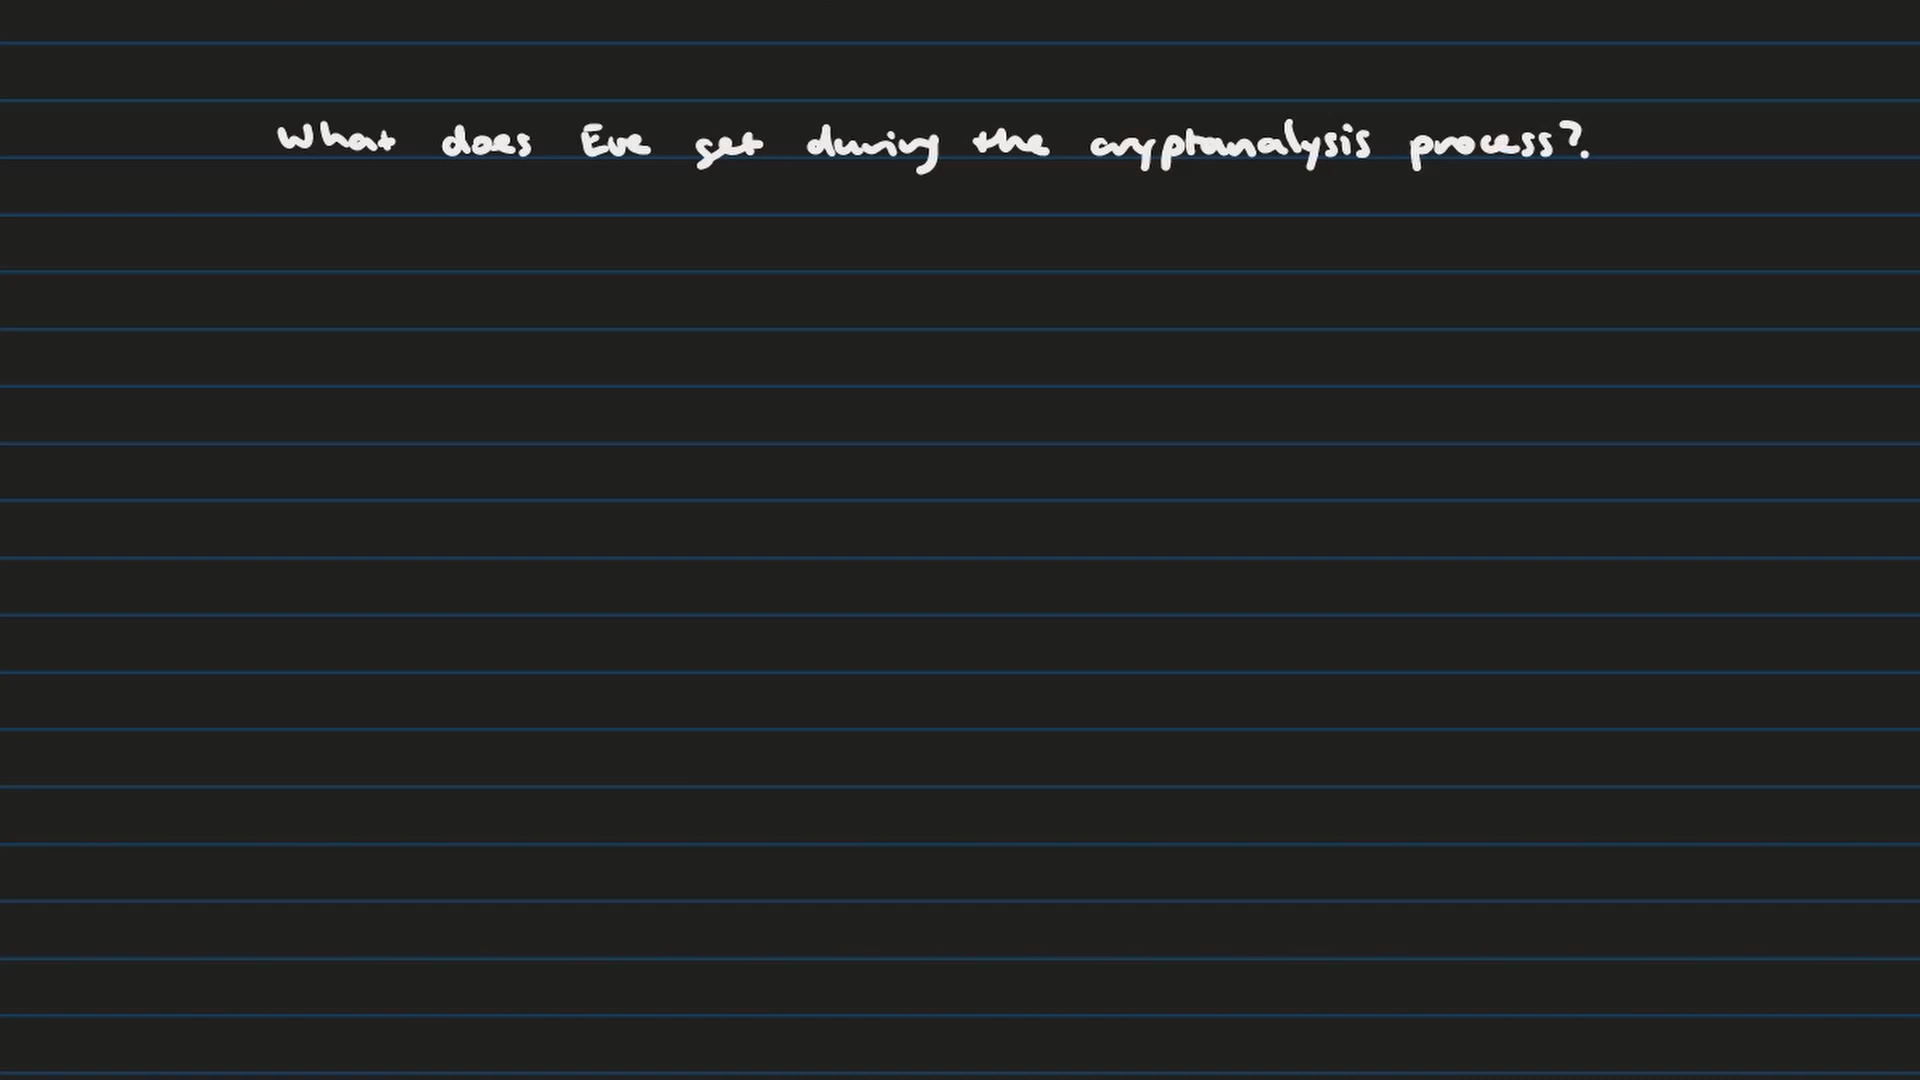 What does Eve get during the cryptanalysis process?